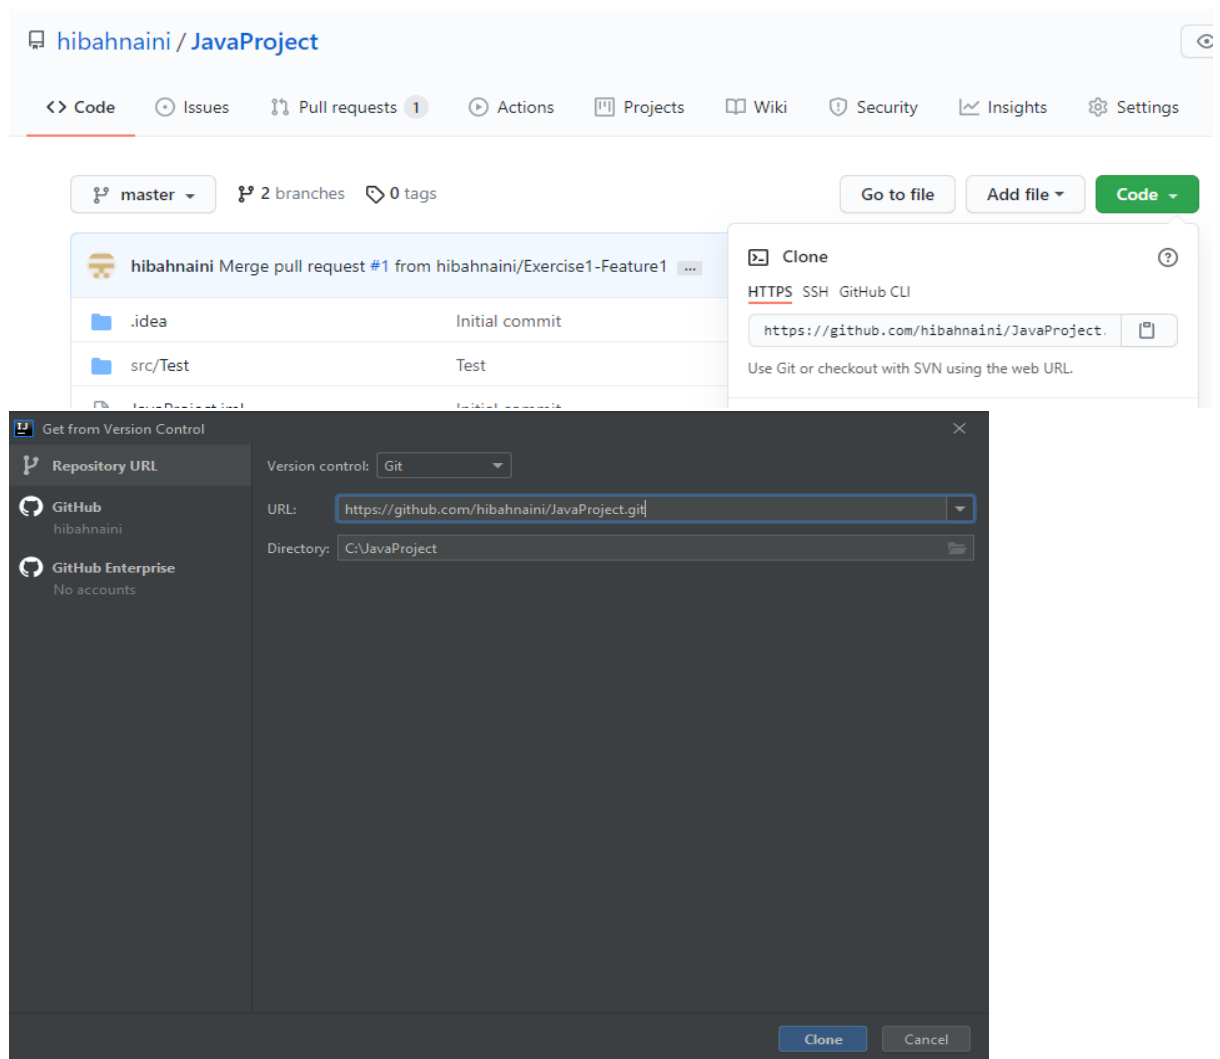 hibahnaini / JavaProject
Code Issues Pull requests 1 Actions Projects Wiki Security Insights Settings
master 2 branches 0 tags Go to file Add file Code
hibahnaini Merge pull request #1 from hibahnaini/Exercise1-Feature1 ...
Clone
HTTPS SSH GitHub CLI
.idea Initial commit
https://github.com/hibahnaini/JavaProject.
src/Test Test
Use Git or checkout with SVN using the web URL.
JavaProject.iml Initial commit
Get from Version Control
Repository URL
Version control: Git
GitHub
hibahnaini
URL: https://github.com/hibahnaini/JavaProject.git
Directory: C:\JavaProject
GitHub Enterprise
No accounts
Clone Cancel